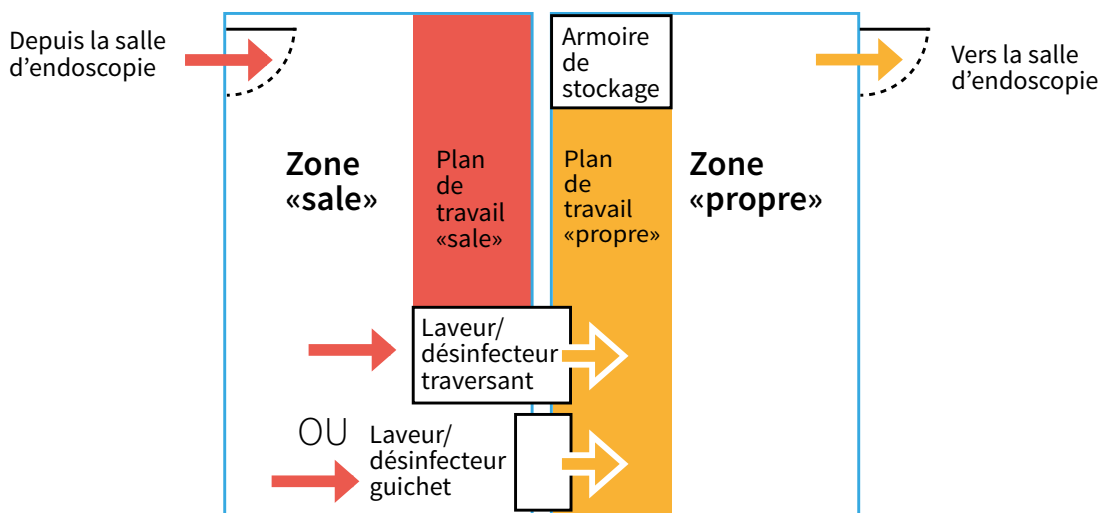 Depuis la salle
d'endoscopie
Zone
«sale»
Plan
de
travail
«sale»
Armoire
de
stockage
Plan
de
travail
«propre»
Zone
«propre»
Vers la salle
d'endoscopie
Laveur/
désinfecteur
traversant
OU
Laveur/
désinfecteur
guichet